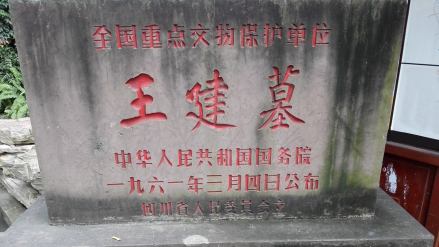 全国重点文物保护单位
王建墓
中华人民共和国国务院
一九六一年三月四日公布
四川省人民委员会立